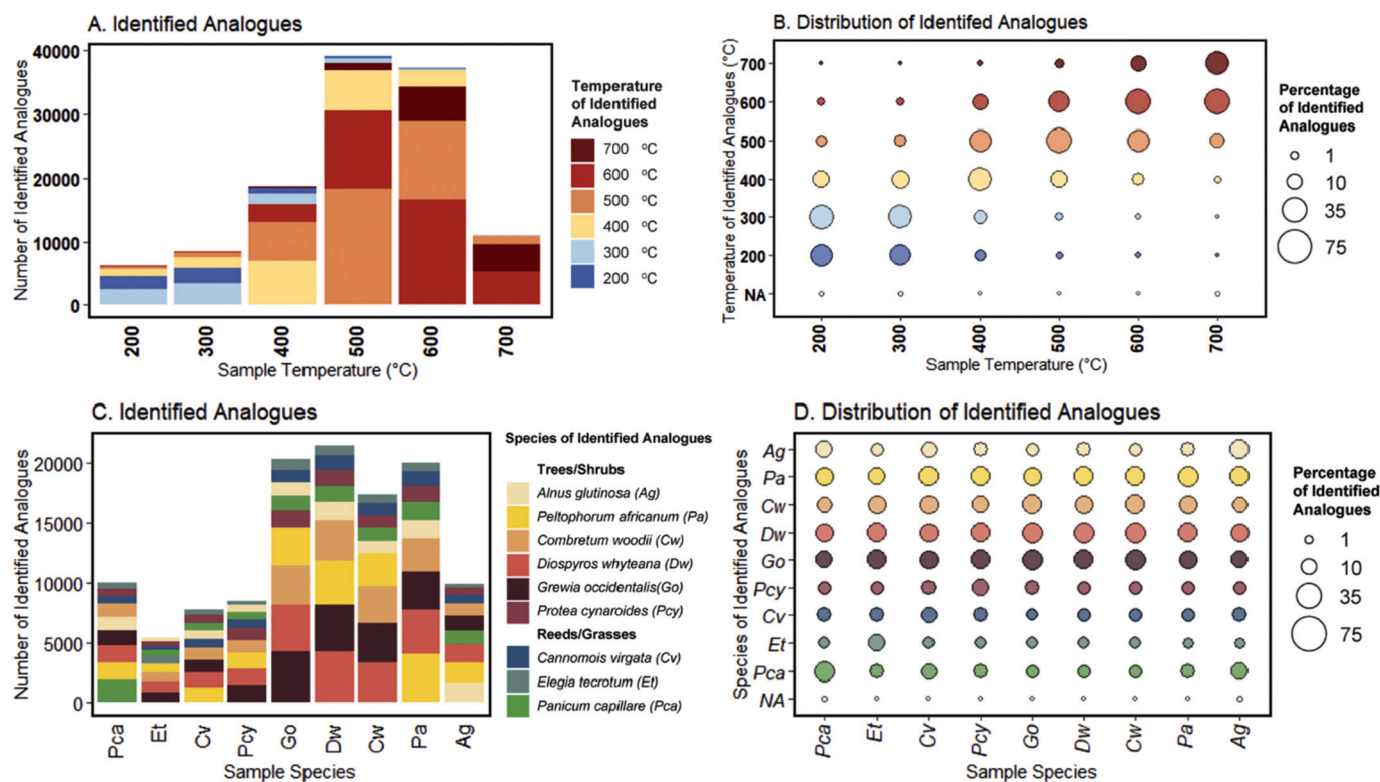 A. Identified Analogues
Number of Identified Analogues
40000
30000
20000
10000
0
200
300
400
500
600
700
Sample Temperature (°C)
Temperature
of Identified
Analogues
700 °C
600 °C
500 °C
400 °C
300 °C
200 °C
B. Distribution of Identifed Analogues
Temperature of Identified Analogues (°C)
700
600
500
400
300
200
NA
200
300
400
500
600
700
Sample Temperature (°C)
Percentage
of Identified
Analogues
1
10
35
75
C. Identified Analogues
Number of Identified Analogues
20000
15000
10000
5000
0
Pca
Et
Cv
Pcy
Go
Dw
Cw
Pa
Ag
Sample Species
Species of Identified Analogues
Trees/Shrubs
Alnus glutinosa (Ag)
Peltophorum africanum (Pa)
Combretum woodii (Cw)
Diospyros whyteana (Dw)
Grewia occidentalis(Go)
Protea cynaroides (Pcy)
Reeds/Grasses
Cannomois virgata (Cv)
Elegia tecrotum (Et)
Panicum capillare (Pca)
D. Distribution of Identified Analogues
Species of Identified Analogues
Ag
Pa
Cw
Dw
Go
Pcy
Cv
Et
Pca
NA
Pca
Et
Cv
Pcy
Go
Dw
Cw
Pa
Ag
Sample Species
Percentage
of Identified
Analogues
1
10
35
75